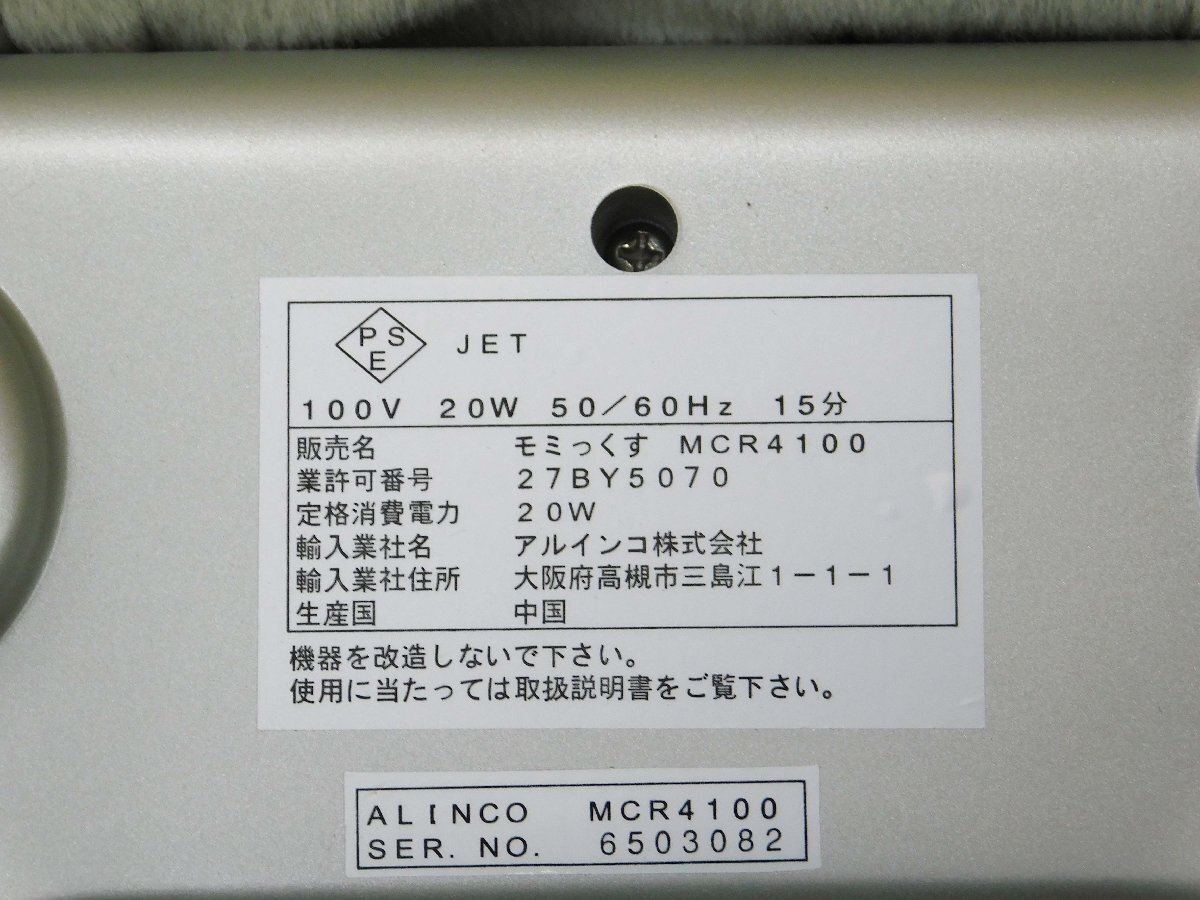 PSE JET
100V 20W 50/60Hz 15分
販売名 モミっくす MCR4100
業許可番号 27BY5070
定格消費電力 20W
輸入業社名 アルインコ株式会社
輸入業社住所 大阪府高槻市三島江1-1-1
生産国 中国
機器を改造しないで下さい。
使用に当たっては取扱説明書をご覧下さい。
ALINCO MCR4100
SER. NO. 6503082